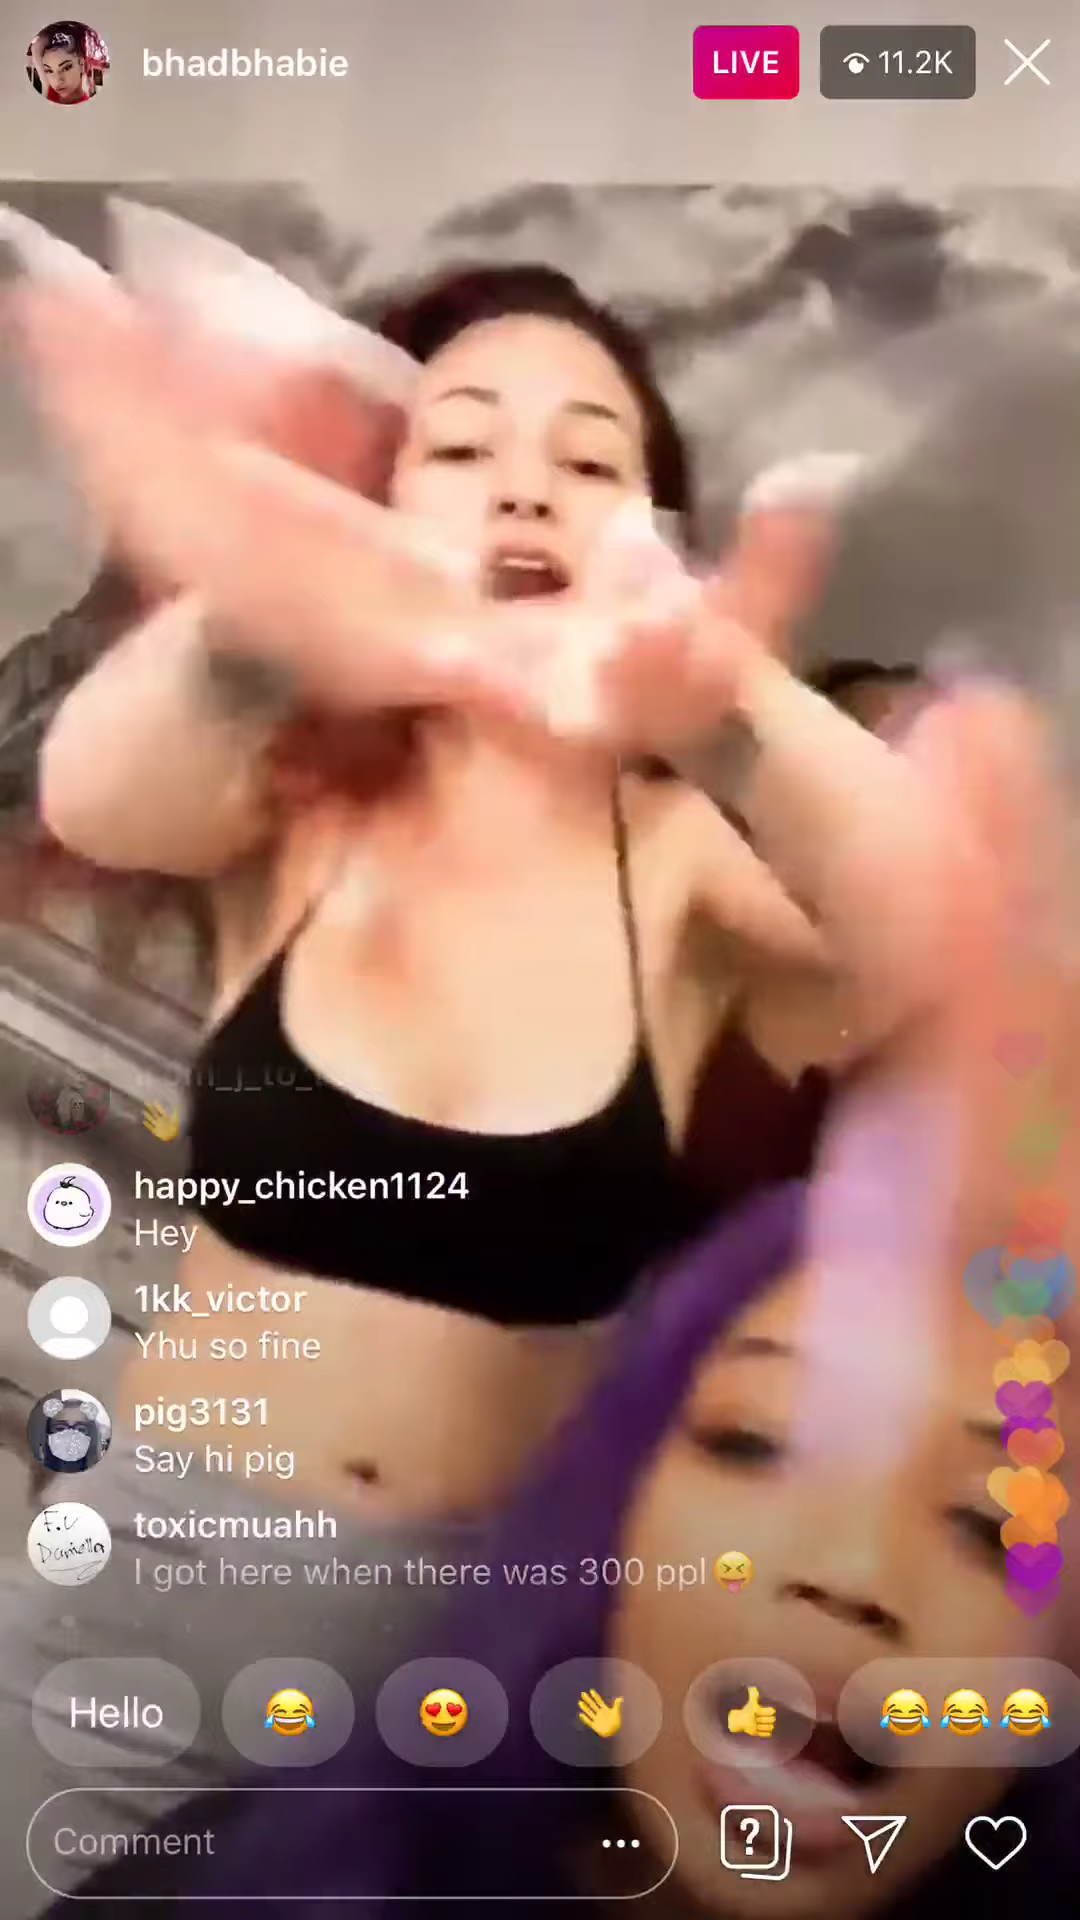 bhadbhabie
LIVE
11.2K
happy_chicken1124
Hey
1kk_victor
Yhu so fine
pig3131
Say hi pig
F.U
Daniella
toxicmuahh
I got here when there was 300 ppl😝
Hello
😂
😍
👋
👍
😂😂😂
Comment